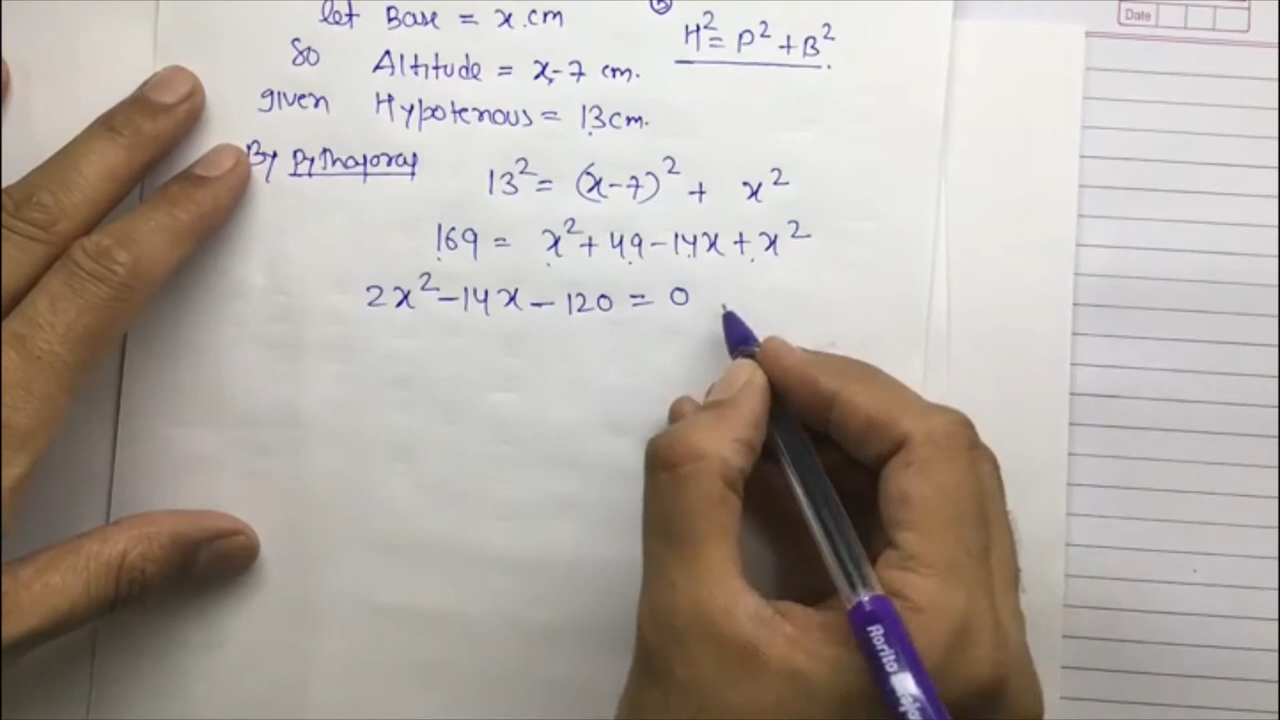 let Base = x cm
H² = P² + B²
So Altitude = x-7 cm.
given Hypotenous = 13cm.
By Pythagoras
13² = (x-7)² + x²
169 = x² + 49 - 14x + x²
2x² - 14x - 120 = 0
Date
Rorito